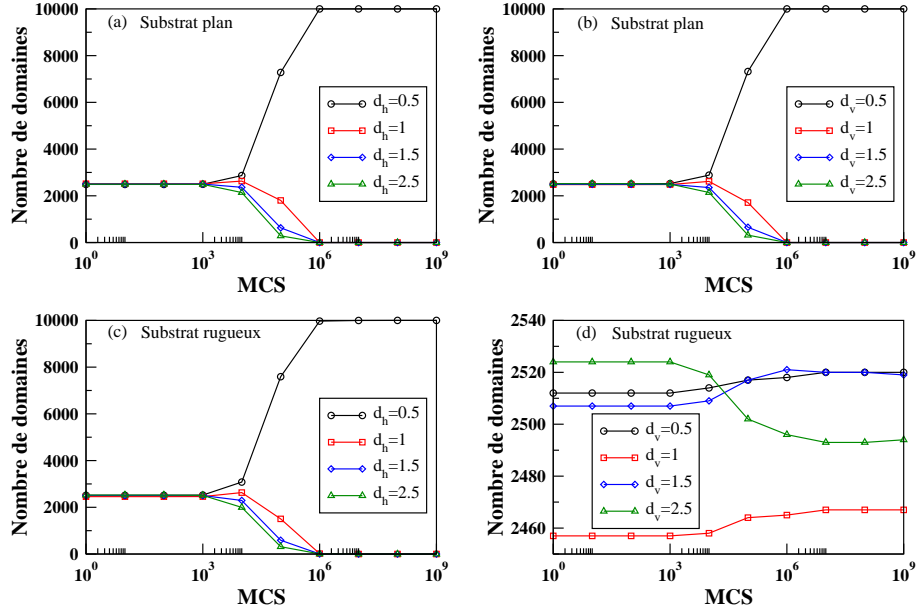 (a) Substrat plan
Nombre de domaines
10000
8000
6000
4000
2000
0
d_h=0.5
d_h=1
d_h=1.5
d_h=2.5
10^0
10^3
10^6
10^9
MCS
(b) Substrat plan
Nombre de domaines
10000
8000
6000
4000
2000
0
d_v=0.5
d_v=1
d_v=1.5
d_v=2.5
10^0
10^3
10^6
10^9
MCS
(c) Substrat rugueux
Nombre de domaines
10000
8000
6000
4000
2000
0
d_h=0.5
d_h=1
d_h=1.5
d_h=2.5
10^0
10^3
10^6
10^9
MCS
(d) Substrat rugueux
Nombre de domaines
2540
2520
2500
2480
2460
d_v=0.5
d_v=1
d_v=1.5
d_v=2.5
10^0
10^3
10^6
10^9
MCS